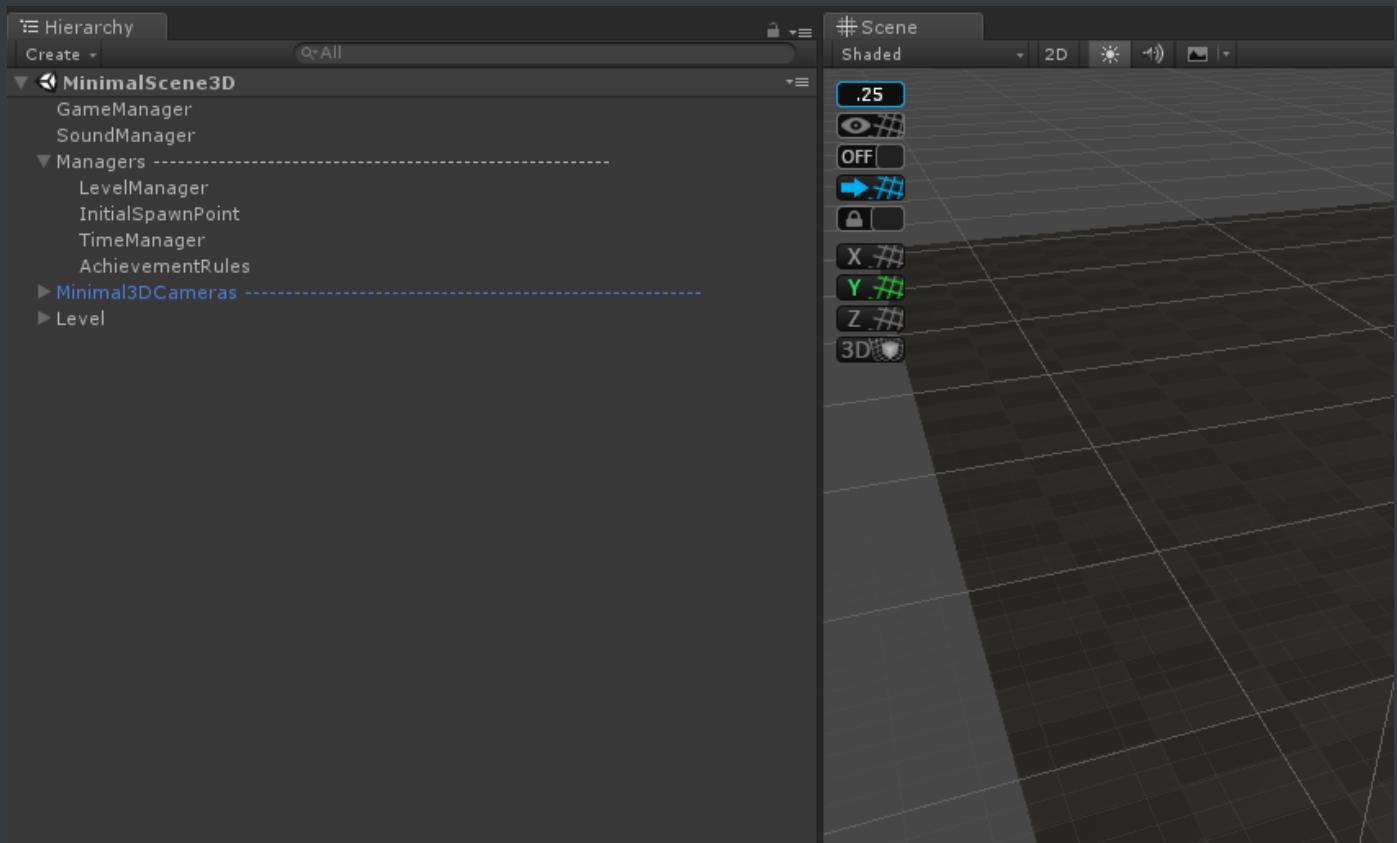 Hierarchy
Create
All
MinimalScene3D
GameManager
SoundManager
Managers --------------------------------------------------------
LevelManager
InitialSpawnPoint
TimeManager
AchievementRules
Minimal3DCameras --------------------------------------------------------
Level
Scene
Shaded 2D
.25
OFF
X
Y
Z
3D